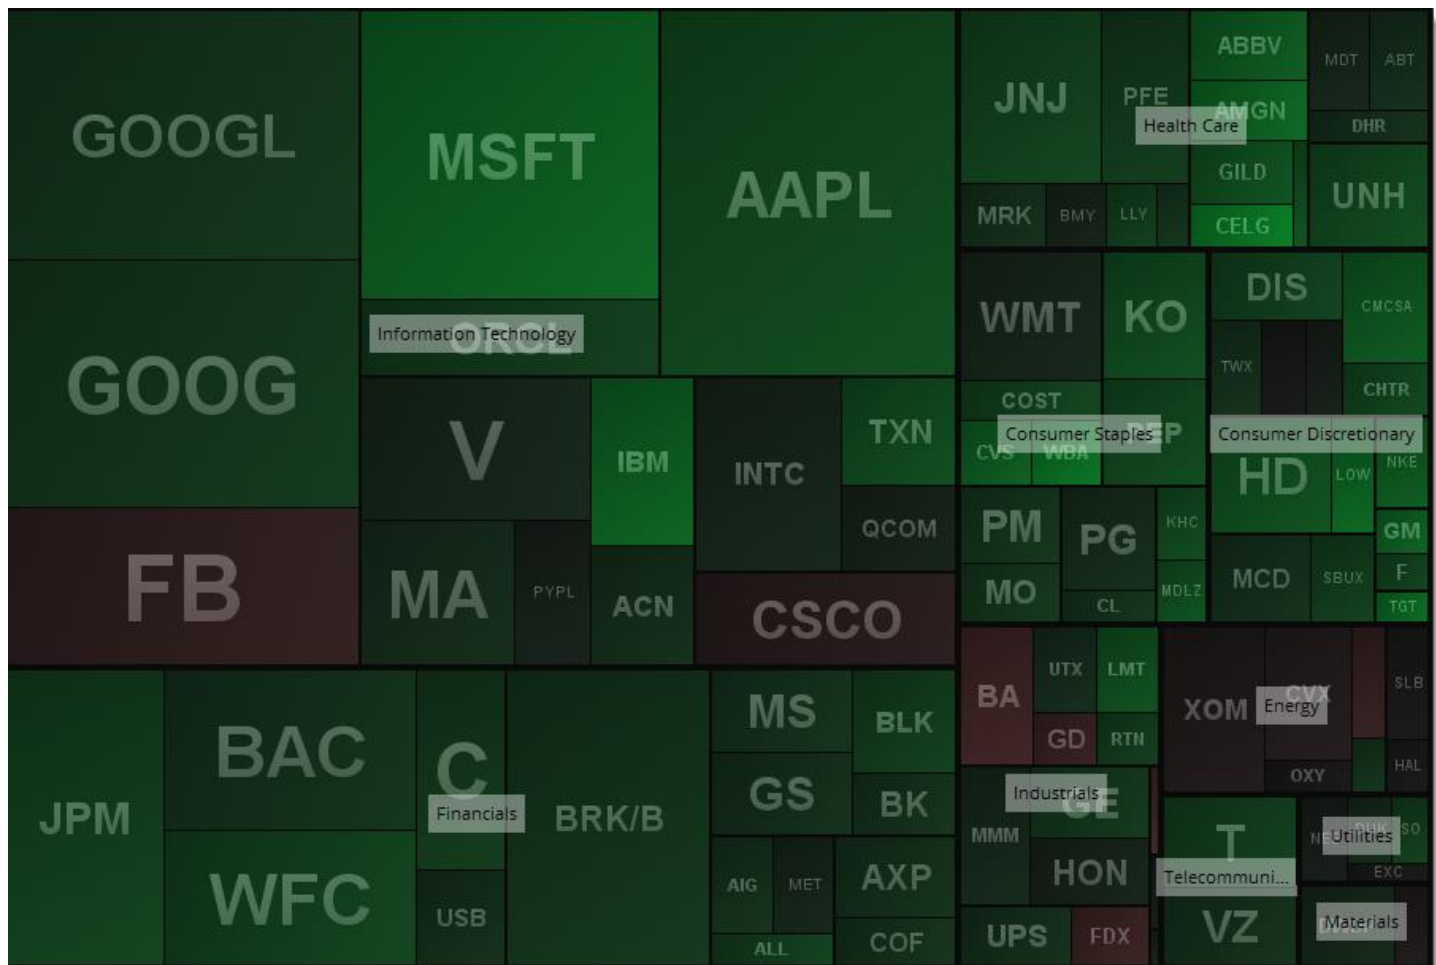 GOOGL
MSFT
AAPL
GOOG
Information Technology
ORCL
FB
V
IBM
INTC
TXN
QCOM
MA
PYPL
ACN
CSCO
JNJ
PFE
ABBV
AMGN
MDT
ABT
Health Care
DHR
GILD
UNH
MRK
BMY
LLY
CELG
WMT
KO
COST
Consumer Staples
PEP
CVS
WBA
PM
PG
KHC
MO
CL
MDLZ
DIS
CMCSA
TWX
CHTR
Consumer Discretionary
HD
LOW
NKE
GM
MCD
SBUX
F
TGT
JPM
BAC
C
Financials
WFC
USB
BRK/B
MS
BLK
GS
BK
AIG
MET
AXP
ALL
COF
BA
UTX
LMT
GD
RTN
Industrials
GE
MMM
HON
UPS
FDX
XOM
CVX
Energy
SLB
OXY
HAL
T
Telecommuni...
VZ
SO
Utilities
EXC
Materials